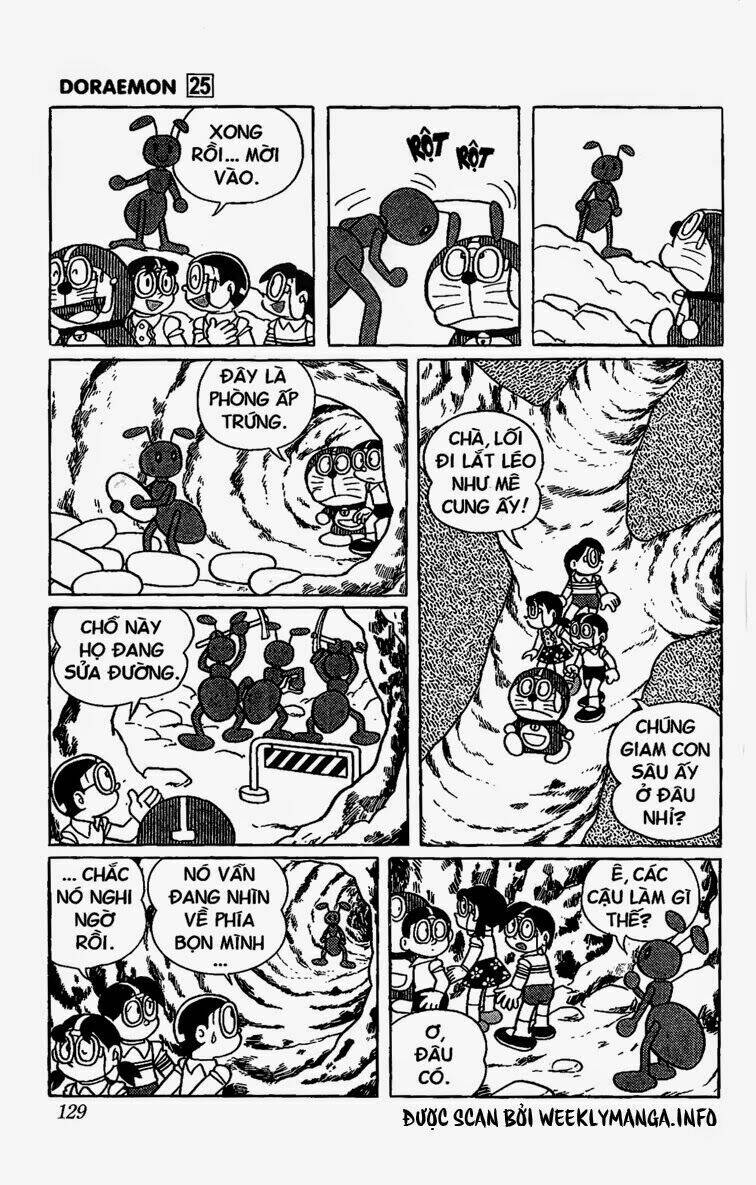 DORAEMON 25
XONG
RỒI... MỜI
VÀO.
RỘT RỘT
ĐÂY LÀ
PHÒNG ẤP
TRỨNG.
CHÀ, LỐI
ĐI LẮT LÉO
NHƯ MÊ
CUNG ẤY!
CHỖ NÀY
HỌ ĐANG
SỬA ĐƯỜNG.
CHÚNG
GIAM CON
SÂU ẤY
Ở ĐÂU
NHỈ?
... CHẮC
NÓ NGHI
NGỜ
RỒI.
NÓ VẪN
ĐANG NHÌN
VỀ PHÍA
BỌN MÌNH
...
Ê, CÁC
CẬU LÀM GÌ
THẾ?
Ơ,
ĐÂU
CÓ.
129
ĐƯỢC SCAN BỞI WEEKLYMANGA.INFO